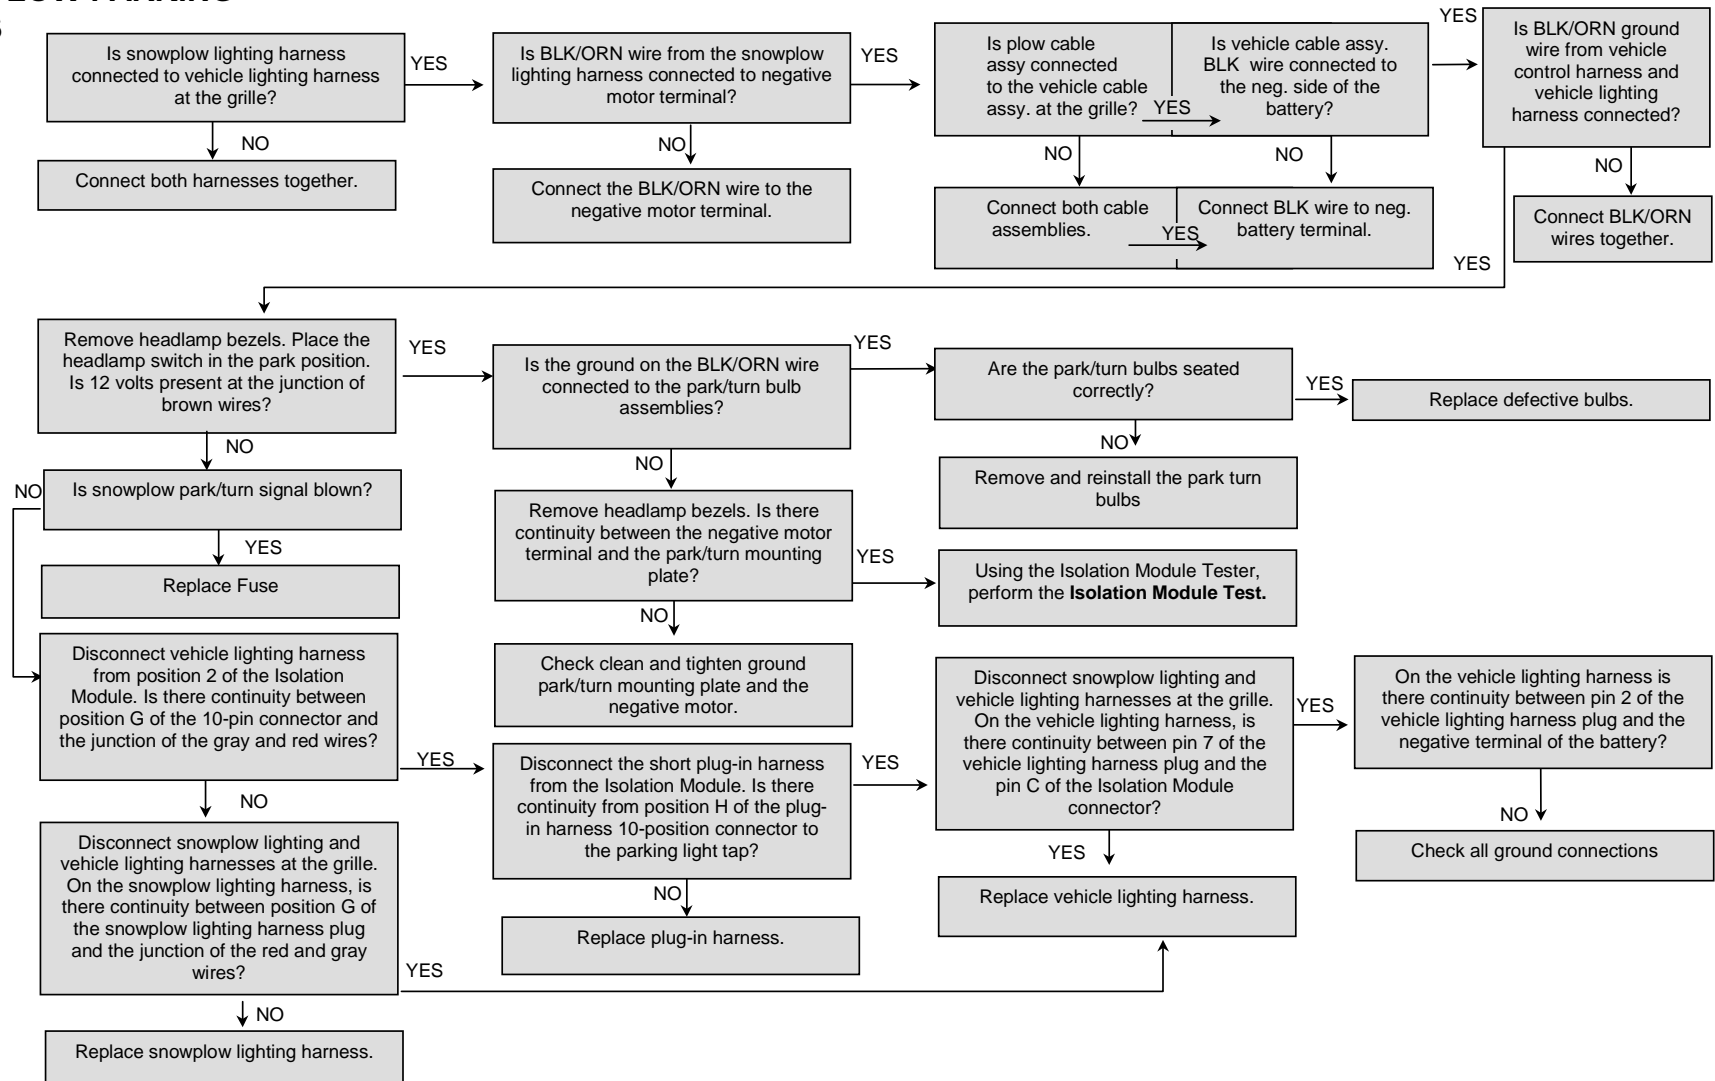 Is snowplow lighting harness
connected to vehicle lighting harness
at the grille?
YES
NO
Connect both harnesses together.
Is BLK/ORN wire from the snowplow
lighting harness connected to negative
motor terminal?
YES
NO
Connect the BLK/ORN wire to the
negative motor terminal.
Is plow cable
assy connected
to the vehicle cable
assy. at the grille?
YES
NO
Connect both cable
assemblies.
YES
Is vehicle cable assy.
BLK wire connected to
the neg. side of the
battery?
YES
NO
Connect BLK wire to neg.
battery terminal.
Is BLK/ORN ground
wire from vehicle
control harness and
vehicle lighting
harness connected?
NO
Connect BLK/ORN
wires together.
YES
Remove headlamp bezels. Place the
headlamp switch in the park position.
Is 12 volts present at the junction of
brown wires?
YES
NO
Is the ground on the BLK/ORN wire
connected to the park/turn bulb
assemblies?
YES
NO
Are the park/turn bulbs seated
correctly?
YES
Replace defective bulbs.
NO
Remove and reinstall the park turn
bulbs
Is snowplow park/turn signal blown?
NO
YES
Replace Fuse
Remove headlamp bezels. Is there
continuity between the negative motor
terminal and the park/turn mounting
plate?
YES
NO
Using the Isolation Module Tester,
perform the Isolation Module Test.
Check clean and tighten ground
park/turn mounting plate and the
negative motor.
Disconnect vehicle lighting harness
from position 2 of the Isolation
Module. Is there continuity between
position G of the 10-pin connector and
the junction of the gray and red wires?
YES
NO
Disconnect the short plug-in harness
from the Isolation Module. Is there
continuity from position H of the plug-
in harness 10-position connector to
the parking light tap?
YES
NO
Replace plug-in harness.
Disconnect snowplow lighting and
vehicle lighting harnesses at the grille.
On the vehicle lighting harness, is
there continuity between pin 7 of the
vehicle lighting harness plug and the
pin C of the Isolation Module
connector?
YES
YES
Replace vehicle lighting harness.
On the vehicle lighting harness is
there continuity between pin 2 of the
vehicle lighting harness plug and the
negative terminal of the battery?
NO
Check all ground connections
Disconnect snowplow lighting and
vehicle lighting harnesses at the grille.
On the snowplow lighting harness, is
there continuity between position G of
the snowplow lighting harness plug
and the junction of the red and gray
wires?
YES
NO
Replace snowplow lighting harness.